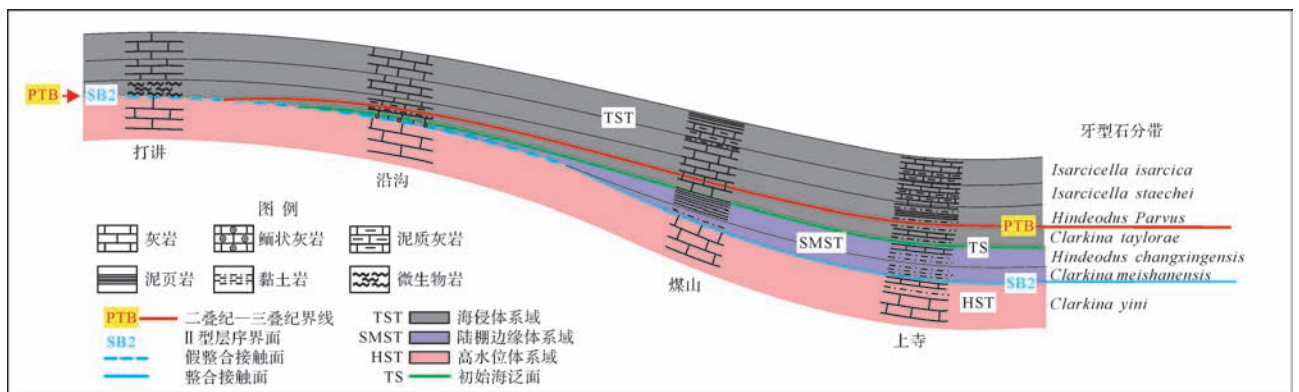 PTB
SB2
打讲
沿沟
煤山
上寺
TST
SMST
PTB
TS
SB2
HST
牙型石分带
Isarcicella isarcica
Isarcicella staechei
Hindeodus Parvus
Clarkina taylorae
Hindeodus changxingensis
Clarkina meishanensis
Clarkina yini
图 例
灰岩
鲕状灰岩
泥质灰岩
泥页岩
黏土岩
微生物岩
PTB 二叠纪—三叠纪界线
SB2 Ⅱ型层序界面
假整合接触面
整合接触面
TST 海侵体系域
SMST 陆棚边缘体系域
HST 高水位体系域
TS 初始海泛面